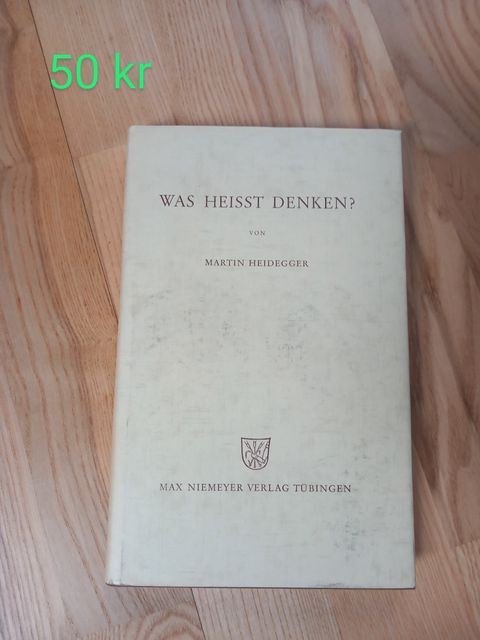 50 kr
WAS HEISST DENKEN?
VON
MARTIN HEIDEGGER
MAX NIEMEYER VERLAG TÜBINGEN